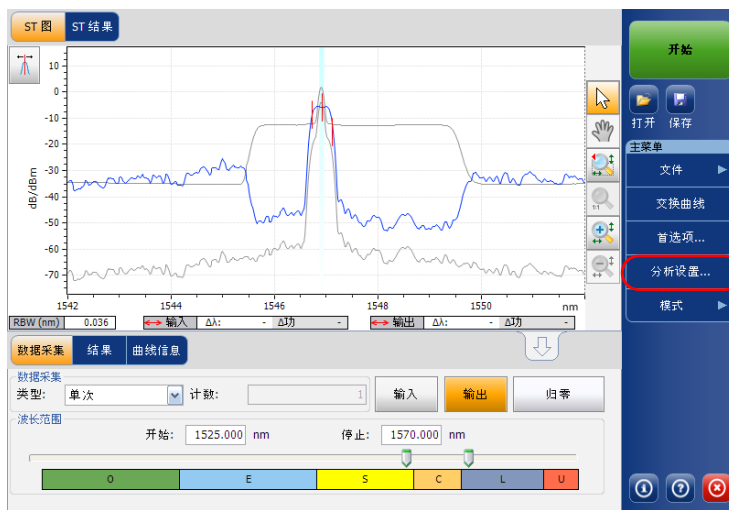 ST 图 ST 结果
开始
打开 保存
主菜单
文件
交换曲线
首选项...
分析设置...
模式
dB/dBm
10
0
-10
-20
-30
-40
-50
-60
-70
1542 1544 1546 1548 1550 nm
RBW (nm) 0.036 输入 Δλ: - Δ功 - 输出 Δλ: - Δ功 -
数据采集 结果 曲线信息
数据采集
类型: 单次 计数: 1 输入 输出 归零
波长范围
开始: 1525.000 nm 停止: 1570.000 nm
O E S C L U